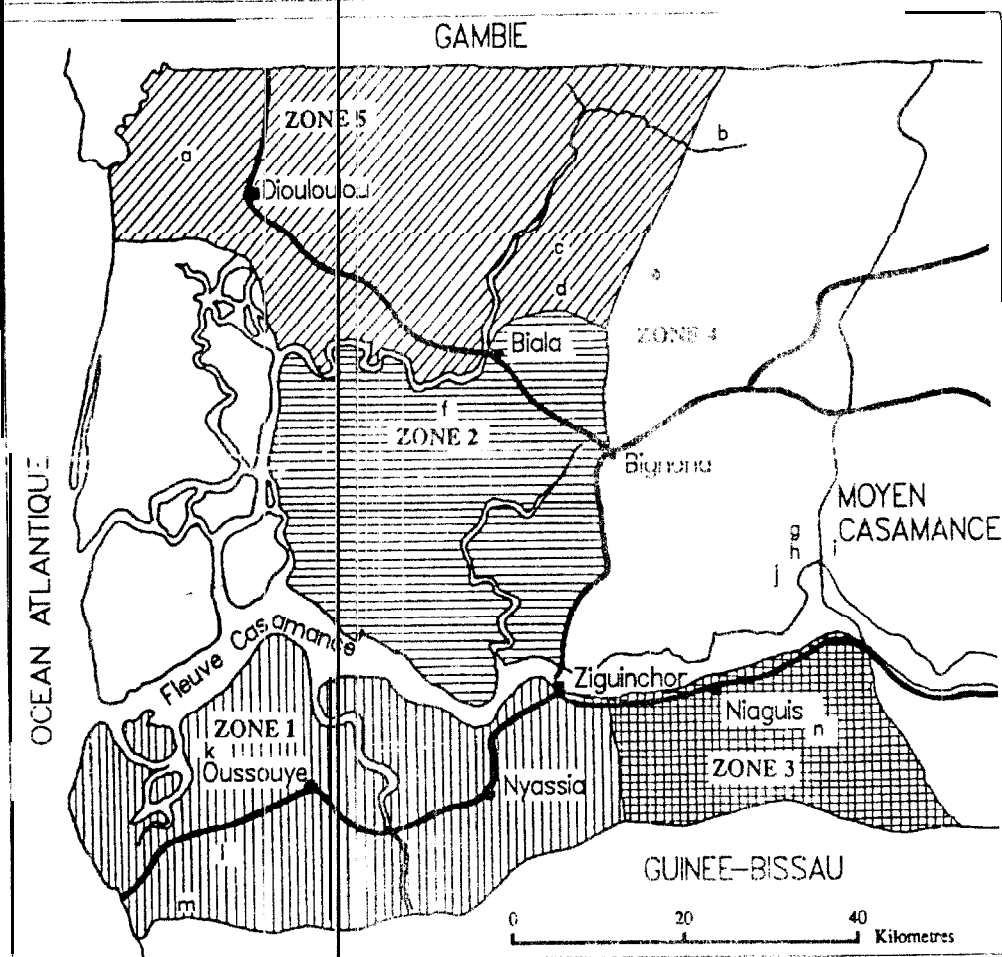 GAMBIE
ZONE 5
b
a
Diouloulou
c
e
d
ZONE 4
Biala
f
ZONE 2
Bignona
OCEAN ATLANTIQUE
MOYEN
CASAMANCE
g
h i
j
Fleuve Casamance
Ziguinchor
ZONE 1
Niaguis n
k
Oussouye
ZONE 3
Nyassia
l
GUINEE-BISSAU
m
0 20 40
Kilometres